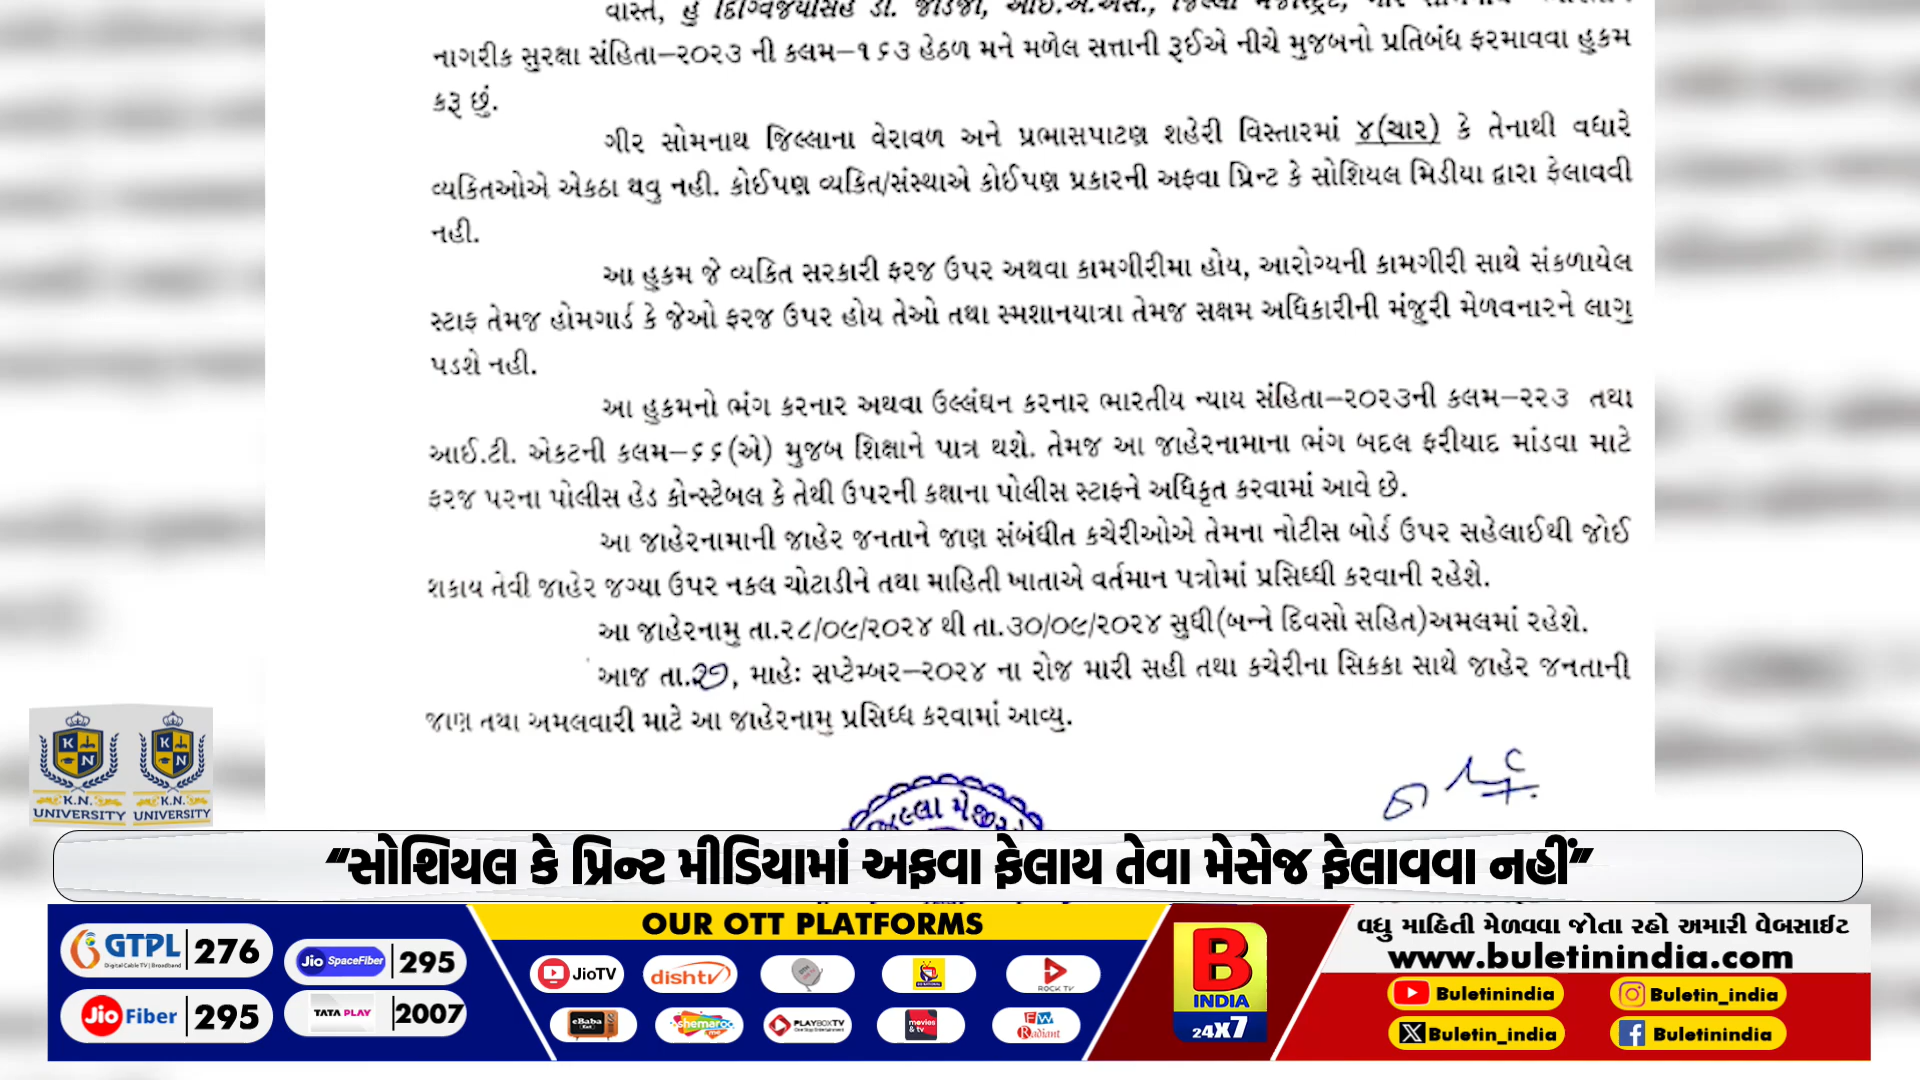 વાસ્તે, હું દિગ્વિજયસિંહ ડી. જાડેજા, આઈ.એ.એસ., જિલ્લા મેજીસ્ટ્રેટ, ગીર સોમનાથ
નાગરીક સુરક્ષા સંહિતા–૨૦૨૩ ની કલમ–૧૬૩ હેઠળ મને મળેલ સત્તાની રૂઈએ નીચે મુજબનો પ્રતિબંધ ફરમાવવા હુકમ
કરૂ છું.
ગીર સોમનાથ જિલ્લાના વેરાવળ અને પ્રભાસપાટણ શહેરી વિસ્તારમાં ૪(ચાર) કે તેનાથી વધારે
વ્યકિતઓએ એકઠા થવુ નહી. કોઈપણ વ્યકિત/સંસ્થાએ કોઈપણ પ્રકારની અફવા પ્રિન્ટ કે સોશિયલ મિડીયા દ્વારા ફેલાવવી
નહી.
આ હુકમ જે વ્યકિત સરકારી ફરજ ઉપર અથવા કામગીરીમા હોય, આરોગ્યની કામગીરી સાથે સંકળાયેલ
સ્ટાફ તેમજ હોમગાર્ડ કે જેઓ ફરજ ઉપર હોય તેઓ તથા સ્મશાનયાત્રા તેમજ સક્ષમ અધિકારીની મંજુરી મેળવનારને લાગુ
પડશે નહી.
આ હુકમનો ભંગ કરનાર અથવા ઉલ્લંઘન કરનાર ભારતીય ન્યાય સંહિતા–૨૦૨૩ની કલમ–૨૨૩ તથા
આઈ.ટી. એકટની કલમ–૬૬(એ) મુજબ શિક્ષાને પાત્ર થશે. તેમજ આ જાહેરનામાના ભંગ બદલ ફરીયાદ માંડવા માટે
ફરજ પરના પોલીસ હેડ કોન્સ્ટેબલ કે તેથી ઉપરની કક્ષાના પોલીસ સ્ટાફને અધિકૃત કરવામાં આવે છે.
આ જાહેરનામાની જાહેર જનતાને જાણ સંબંધીત કચેરીઓએ તેમના નોટીસ બોર્ડ ઉપર સહેલાઈથી જોઈ
શકાય તેવી જાહેર જગ્યા ઉપર નકલ ચોટાડીને તથા માહિતી ખાતાએ વર્તમાન પત્રોમાં પ્રસિધ્ધી કરવાની રહેશે.
આ જાહેરનામુ તા.૨૮/૦૯/૨૦૨૪ થી તા.૩૦/૦૯/૨૦૨૪ સુધી(બન્ને દિવસો સહિત)અમલમાં રહેશે.
આજ તા.૨૭, માહેઃ સપ્ટેમ્બર–૨૦૨૪ ના રોજ મારી સહી તથા કચેરીના સિકકા સાથે જાહેર જનતાની
જાણ તથા અમલવારી માટે આ જાહેરનામુ પ્રસિધ્ધ કરવામાં આવ્યુ.
K N K N
K.N. K.N.
UNIVERSITY UNIVERSITY
“સોશિયલ કે પ્રિન્ટ મીડિયામાં અફવા ફેલાય તેવા મેસેજ ફેલાવવા નહીં”
GTPL 276
Digital Cable TV | Broadband
Jio SpaceFiber 295
Jio Fiber 295
TATA PLAY 2007
OUR OTT PLATFORMS
JioTV dishtv ROCK TV
eBaba shemaroo me PLAYBOXTV movies & tv FW Radiant
B
INDIA
24x7
વધુ માહિતી મેળવવા જોતા રહો અમારી વેબસાઈટ
www.buletinindia.com
Buletinindia Buletin_india
Buletin_india Buletinindia